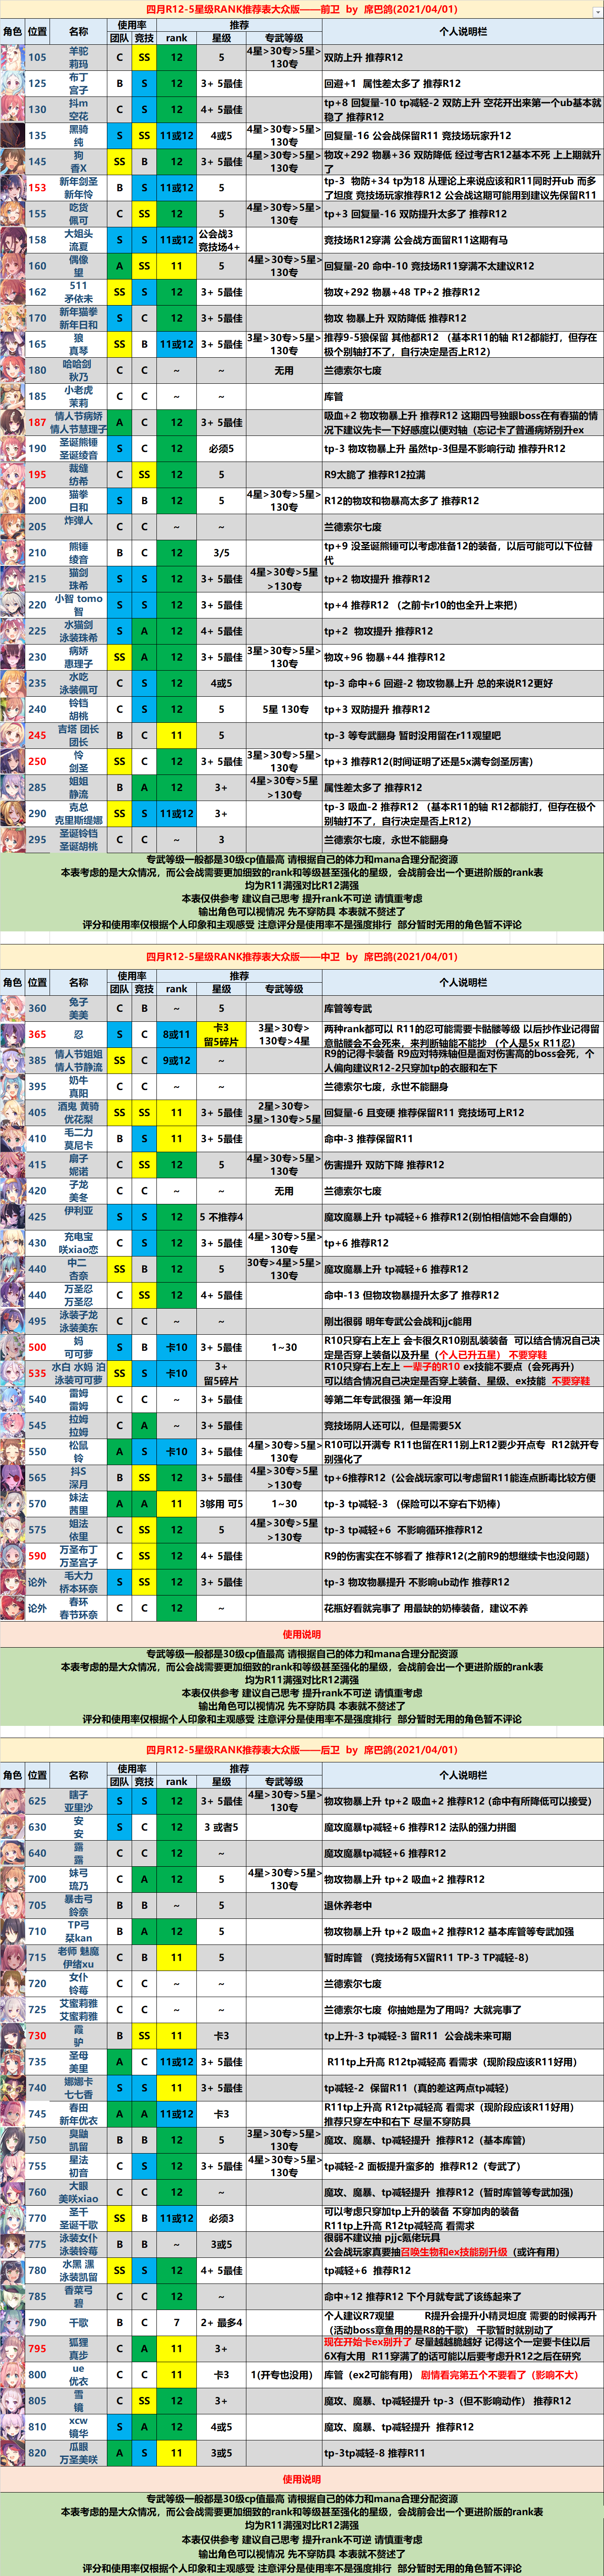 四月R12-5星级RANK推荐表大众版——前卫  by  席巴鸽(2021/04/01)
角色 位置 名称 使用率 推荐 个人说明栏
团队 竞技 rank 星级 专武等级
105 羊驼 莉玛 C SS 12 5 4星>30专>5星>130专 双防上升 推荐R12
125 布丁 宫子 C S 12 3+ 5最佳 回避+1  属性差太多了 推荐R12
130 抖m 空花 C S 12 4+ 5最佳 tp+8 回复量-10 tp减轻-2 双防上升 空花开出来第一个ub基本就稳了 推荐R12
135 黑骑 纯 S SS 11或12 4或5 4星>30专>5星>130专 回复量-16 公会战保留R11 竞技场玩家升12
145 狗 香X SS B 12 3+ 5最佳 4星>30专>5星>130专 物攻+292 物暴+36 双防降低 经过考古R12基本不死 上上期就升了
153 新年剑圣 新年怜 B S 11或12 5 tp-3  物防+34 tp为18 从理论上来说应该和R11同时开ub 而多了坦度 竞技场玩家推荐R12 公会战这期可能用到建议先保留R11
155 吃货 佩可 C SS 12 5 4星>30专>5星>130专 tp+3 回复量-16 双防提升太多了 推荐R12
158 大姐头 流夏 S S 11或12 公会战3 竞技场4+ 竞技场R12穿满 公会战方面留R11这期有马
160 偶像 望 A SS 11 5 4星>30专>5星>130专 回复量-20 命中-10 竞技场R11穿满不太建议R12
162 511 矛依未 SS S 12 3+ 5最佳 物攻+292 物暴+48 TP+2 推荐R12
170 新年猫拳 新年日和 S C 12 3+ 5最佳 物攻 物暴上升 双防降低 推荐R12
165 狼 真琴 SS B 11或12 3+ 5最佳 3星>30专>5星>130专 推荐9-5狼保留 其他都R12 （基本R11的轴 R12都能打，但存在极个别轴打不了，自行决定是否上R12）
180 哈哈剑 秋乃 C C ~ ~ 无用 兰德索尔七废
185 小老虎 茉莉 C C ~ ~ 库管
187 情人节病娇 情人节慧理子 A C 12 3+ 5最佳 吸血+2 物攻物暴上升 推荐R12 这期四号独眼boss在有春猫的情况下建议先卡一下好感度以便对轴（忘记卡了普通病娇别升ex
190 圣诞熊锤 圣诞绫音 S C 12 必须5 tp-3 物攻物暴上升 虽然tp-3但是不影响行动 推荐升R12
195 裁缝 纺希 C SS 12 5 R9太脆了 推荐R12拉满
200 猫拳 日和 S B 12 5 4星>30专>5星>130专 R12的物攻和物暴高太多了 推荐R12
205 炸弹人 C C ~ ~ 兰德索尔七废
210 熊锤 绫音 B C 12 3/5 tp+9 没圣诞熊锤可以考虑准备12的装备，以后可能可以下位替代
215 猫剑 珠希 S S 12 3+ 5最佳 4星>30专>5星>130专 tp+2 物攻提升 推荐R12
220 小智 tomo 智 S S 12 3+ 5最佳 tp+4 推荐R12 （之前卡r10的也全升上来把）
225 水猫剑 泳装珠希 S A 12 4+ 5最佳 tp+2  物攻提升 推荐R12
230 病娇 惠理子 SS A 12 3+ 5最佳 3星>30专>5星>130专 物攻+96 物暴+44 推荐R12
235 水吃 泳装佩可 C S 12 4或5 tp-3 命中+6 回避-2 物攻物暴上升 总的来说R12更好
240 铃铛 胡桃 C S 12 5 5星 130专 tp+3 双防提升 推荐R12
245 吉塔 团长 团长 B C 11 5 tp-3 等专武翻身 暂时没用留在r11观望吧
250 怜 剑圣 SS C 12 3+ 5最佳 3星>30专>5星>130专 tp+3 推荐R12(时间证明了还是5x满专剑圣厉害)
285 姐姐 静流 B A 12 3+ 4星>30专>5星>130专 属性差太多了 推荐R12
290 克总 克里斯缇娜 SS S 11或12 3+ tp-3 吸血-2 推荐R12 （基本R11的轴 R12都能打，但存在极个别轴打不了，自行决定是否上R12）
295 圣诞铃铛 圣诞胡桃 C C ~ 3 兰德索尔七废，永世不能翻身
专武等级一般都是30级cp值最高 请根据自己的体力和mana合理分配资源
本表考虑的是大众情况，而公会战需要更加细致的rank和等级甚至强化的星级，会战前会出一个更进阶版的rank表
均为R11满强对比R12满强
本表仅供参考 建议自己思考 提升rank不可逆 请慎重考虑
输出角色可以视情况 先不穿防具 本表就不赘述了
评分和使用率仅根据个人印象和主观感受 注意评分是使用率不是强度排行  部分暂时无用的角色暂不评论
四月R12-5星级RANK推荐表大众版——中卫  by  席巴鸽(2021/04/01)
角色 位置 名称 使用率 推荐 个人说明栏
团队 竞技 rank 星级 专武等级
360 兔子 美美 C B ~ 5 库管等专武
365 忍 S C 8或11 卡3 留5碎片 3星>30专>130专>4星 两种rank都可以 R11的忍可能需要卡骷髅等级 以后抄作业记得留意骷髅会不会死来，来判断轴能不能抄 （个人是5x R11忍）
385 情人节姐姐 情人节静流 SS C 9或12 ~ R9的记得卡装备 R9应对特殊轴但是面对伤害高的boss会死，个人偏向建议R12-2只穿加tp的衣服和左下
395 奶牛 真阳 C C ~ ~ 兰德索尔七废，永世不能翻身
405 酒鬼 黄骑 优花梨 SS SS 11 3+ 5最佳 2星>30专>3星>130专>5星 回复量-6 且变硬 推荐保留R11 竞技场可上R12
410 毛二力 莫尼卡 B S 11 3+ 5最佳 命中-3 推荐保留R11
415 扇子 妮诺 C SS 12 5 4星>30专>5星>130专 伤害提升 双防下降 推荐R12
420 子龙 美冬 C C ~ ~ 无用 兰德索尔七废
425 伊利亚 S S 12 5 不推荐4 魔攻魔暴上升 tp减轻+6 推荐R12(别怕相信她不会自爆的)
430 充电宝 咲xiao恋 C S 12 3+ 5最佳 4星>30专>5星>130专 tp+6 推荐R12
440 中二 杏奈 SS B 12 5 30专>4星>5星>130专 魔攻魔暴上升 tp减轻+6 推荐R12
440 万圣忍 万圣忍 C SS 12 4+ 5最佳 命中-13 但物攻物暴提升太多了 推荐R12
495 泳装子龙 泳装美东 C C ~ ~ 刚出很弱 明年专武公会战和jjc能用
500 妈 可可萝 S B 卡10 3+ 5最佳 1~30 R10只穿右上左上 会卡很久R10别乱装装备  可以结合情况自己决定是否穿上装备以及升星（个人已升五星） 不要穿鞋
535 水白 水妈 泊 泳装可可萝 SS S 卡10 3+ 留5碎片 R10只穿右上左上 一辈子的R10 ex技能不要点（会死再升） 可以结合情况自己决定是否穿上装备、星级、ex技能  不要穿鞋
540 雷姆 雷姆 C C ~ 3+ 5最佳 等第二年专武很强 第一年没用
545 拉姆 拉姆 C A ~ 3+ 5最佳 竞技场阴人还可以，但是需要5X
550 松鼠 铃 A S 卡10 3+ 5最佳 4星>30专>5星>130专 R10可以开满专 R11也留在R11别上R12要少开点专  R12就开专别强化了
565 抖S 深月 B SS 12 3+ 5最佳 4星>30专>5星>130专 tp+6推荐R12（公会战玩家可以考虑留R11能连点断毒比较方便
570 妹法 茜里 A A 11 3够用 可5 1~30 tp-3 tp减轻-3 （保险可以不穿右下奶棒）
575 姐法 依里 C SS 12 5 4星>30专>5星>130专 tp-3 tp减轻+6  不影响循环推荐R12
590 万圣布丁 万圣宫子 C SS 12 4+ 5最佳 R9的伤害实在不够看了 推荐R12(之前R9的想继续卡也没问题)
论外 毛大力 桥本环奈 S SS 12 3+ 5最佳 tp-3 物攻物暴提升 不影响ub动作 推荐R12
论外 春环 春节环奈 C C 12 ~ 花瓶好看就完事了 用最缺的奶棒装备，建议不养
使用说明
专武等级一般都是30级cp值最高 请根据自己的体力和mana合理分配资源
本表考虑的是大众情况，而公会战需要更加细致的rank和等级甚至强化的星级，会战前会出一个更进阶版的rank表
均为R11满强对比R12满强
本表仅供参考 建议自己思考 提升rank不可逆 请慎重考虑
输出角色可以视情况 先不穿防具 本表就不赘述了
评分和使用率仅根据个人印象和主观感受 注意评分是使用率不是强度排行  部分暂时无用的角色暂不评论
四月R12-5星级RANK推荐表大众版——后卫  by  席巴鸽(2021/04/01)
角色 位置 名称 使用率 推荐 个人说明栏
团队 竞技 rank 星级 专武等级
625 瞎子 亚里沙 S S 12 3+ 5最佳 4星>30专>5星>130专 物攻物暴上升 tp+2 吸血+2 推荐R12 (命中有所降低可以接受)
630 安 安 S C 12 3 或者5 魔攻魔暴tp减轻+6 推荐R12 法队的强力拼图
640 露 露 C C 12 ~ 魔攻魔暴tp减轻+6 推荐R12
700 妹弓 琉乃 C A 12 5 4星>30专>5星>130专 物攻物暴上升 tp+2 吸血+2 推荐R12
705 暴击弓 鈴奈 B B ~ 5 退休养老中
710 TP弓 栞kan B A 12 5 物攻物暴上升 tp+2 吸血+2 推荐R12 基本库管等专武加强
715 老师 魅魔 伊绪xu C B 11 5 暂时库管 （竞技场有5X留R11 TP-3 TP减轻-8）
720 女仆 铃莓 C C ~ ~ 兰德索尔七废
725 艾蜜莉雅 艾蜜莉雅 C C ~ ~ 兰德索尔七废  你抽她是为了用吗？大就完事了
730 霞 驴 B SS 11 卡3 tp上升-3 tp减轻-3 留R11  公会战未来可期
735 圣母 美里 A C 11或12 3+ 5最佳 R11tp上升高 R12tp减轻高 看需求（现阶段应该R11好用）
740 娜娜卡 七七香 S S 11 3+ 5最佳 tp减轻-2  保留R11（真的差这两点tp减轻）
745 春田 新年优衣 A A 11或12 卡3 R11tp上升高 R12tp减轻高 看需求（现阶段应该R11好用） 推荐只穿左中和右下 尽量不穿防具
750 臭鼬 凯留 B B 12 5 3星>30专>5星>130专 魔攻、魔暴、tp减轻提升  推荐R12（基本库管）
755 星法 初音 C S 12 3+ 5最佳 4星>30专>5星>130专 tp减轻-2 面板提升蛮多的  推荐R12（专武了）
760 大眼 美咲xiao C C 12 ~ 魔攻、魔暴、tp减轻提升  推荐R12（暂时库管等专武加强）
770 圣千 圣诞千歌 SS B 11或12 必须3 可以考虑只穿加tp上升的装备 不穿加肉的装备 R11tp上升高 R12tp减轻高 看需求
775 泳装女仆 泳装铃莓 B B ~ 3或5 很弱不建议抽 pjjc氪佬玩具 公会战玩家真要抽召唤生物和ex技能别升级（或许有用）
780 水黑 濹 泳装凯留 SS S 12 4+ 5最佳 tp减轻+6  推荐R12
785 香菜弓 碧 C C 12 ~ 命中+12 推荐R12 下个月就专武了该练起来了
790 千歌 B C 7 2+ 最多4 个人建议R7观望 R提升会提升小精灵坦度 需要的时候再升（活动boss章鱼用的是R8的千歌） 千歌暂时就别动了
795 狐狸 真步 C A 11 3+ 现在开始卡ex别升了 尽量越越脆越好 记得这个一定要卡住以后6X有大用  R11穿满了的话可能以后要考虑升R12之后在研究
800 ue 优衣 C C 11 卡3 1(开专也没用) 库管（ex2可能有用） 剧情看完第五个不要看了（影响不大）
805 雪 镜 C SS 12 3+ 魔攻、魔暴、tp减轻提升 tp-3（但不影响动作） 推荐R12
810 xcw 镜华 S A 12 4或5 魔攻、魔暴、tp减轻提升  推荐R12
820 瓜眼 万圣美咲 A S 11 3或5 tp-3tp减轻-8 推荐R11
使用说明
专武等级一般都是30级cp值最高 请根据自己的体力和mana合理分配资源
本表考虑的是大众情况，而公会战需要更加细致的rank和等级甚至强化的星级，会战前会出一个更进阶版的rank表
均为R11满强对比R12满强
本表仅供参考 建议自己思考 提升rank不可逆 请慎重考虑
输出角色可以视情况 先不穿防具 本表就不赘述了
评分和使用率仅根据个人印象和主观感受 注意评分是使用率不是强度排行  部分暂时无用的角色暂不评论